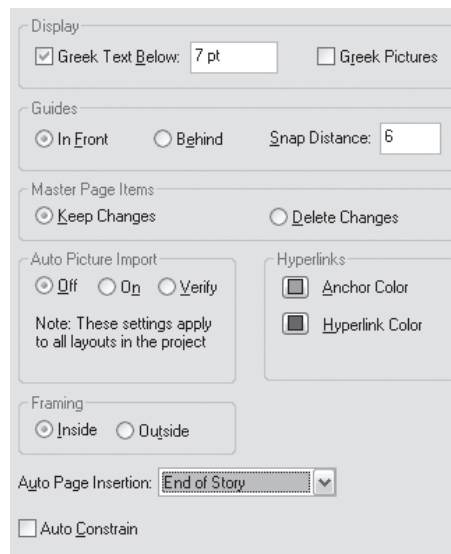 Display
Greek Text Below: 7 pt
Greek Pictures
Guides
In Front
Behind
Snap Distance: 6
Master Page Items
Keep Changes
Delete Changes
Auto Picture Import
Off
On
Verify
Note: These settings apply
to all layouts in the project
Hyperlinks
Anchor Color
Hyperlink Color
Framing
Inside
Outside
Auto Page Insertion: End of Story
Auto Constrain